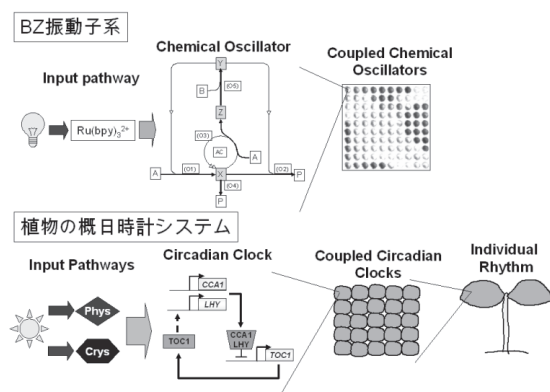 BZ振動子系
Chemical Oscillator
Coupled Chemical
Oscillators
Input pathway
Ru(bpy)₃²⁺
Y
B
(O5)
Z
(O3)
AC
A
A
(O1)
X
(O2)
P
(O4)
P
植物の概日時計システム
Input Pathways
Circadian Clock
Coupled Circadian
Clocks
Individual
Rhythm
Phys
Crys
CCA1
LHY
TOC1
CCA1
LHY
TOC1